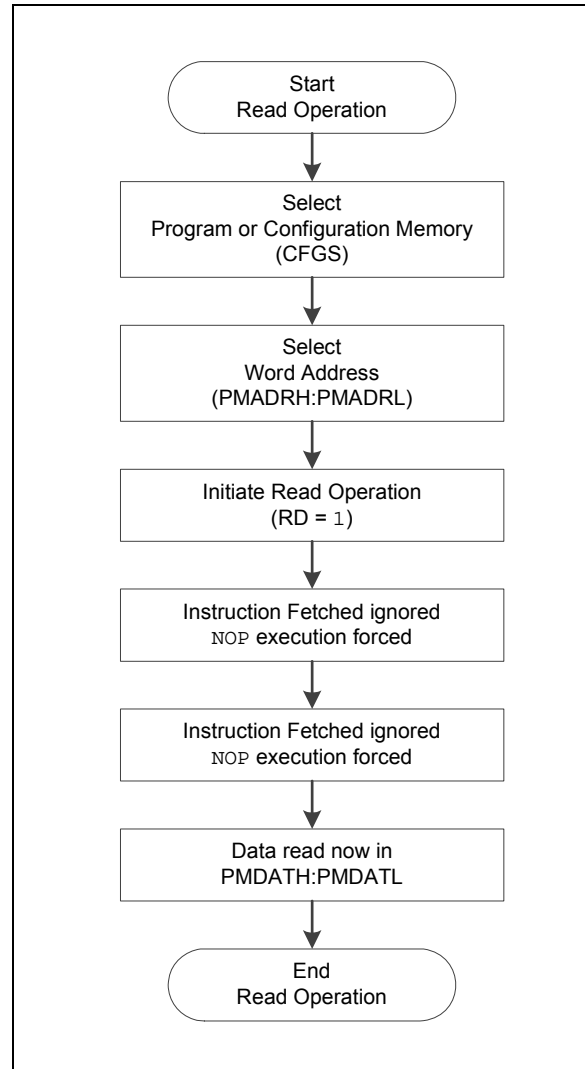 Start
Read Operation
Select
Program or Configuration Memory
(CFGS)
Select
Word Address
(PMADRH:PMADRL)
Initiate Read Operation
(RD = 1)
Instruction Fetched ignored
NOP execution forced
Instruction Fetched ignored
NOP execution forced
Data read now in
PMDATH:PMDATL
End
Read Operation